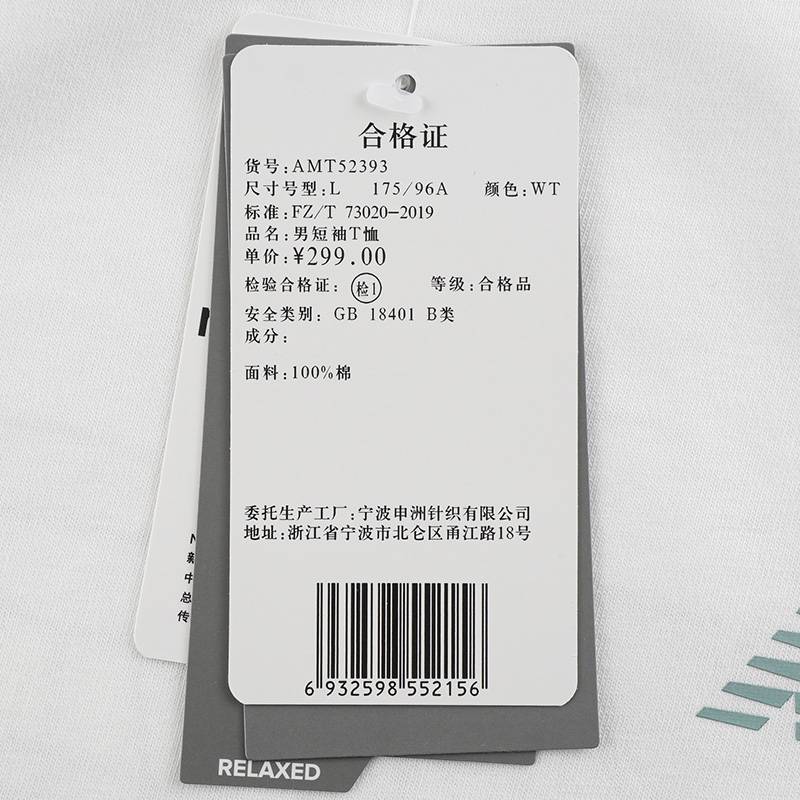 合格证
货号:AMT52393
尺寸号型:L 175/96A 颜色:WT
标准:FZ/T 73020-2019
品名:男短袖T恤
单价:¥299.00
检验合格证: 检1 等级:合格品
安全类别: GB 18401 B类
成分:
面料:100%棉
委托生产工厂:宁波申洲针织有限公司
地址:浙江省宁波市北仑区甬江路18号
6 932598 552156
N
新
中
总
传
RELAXED